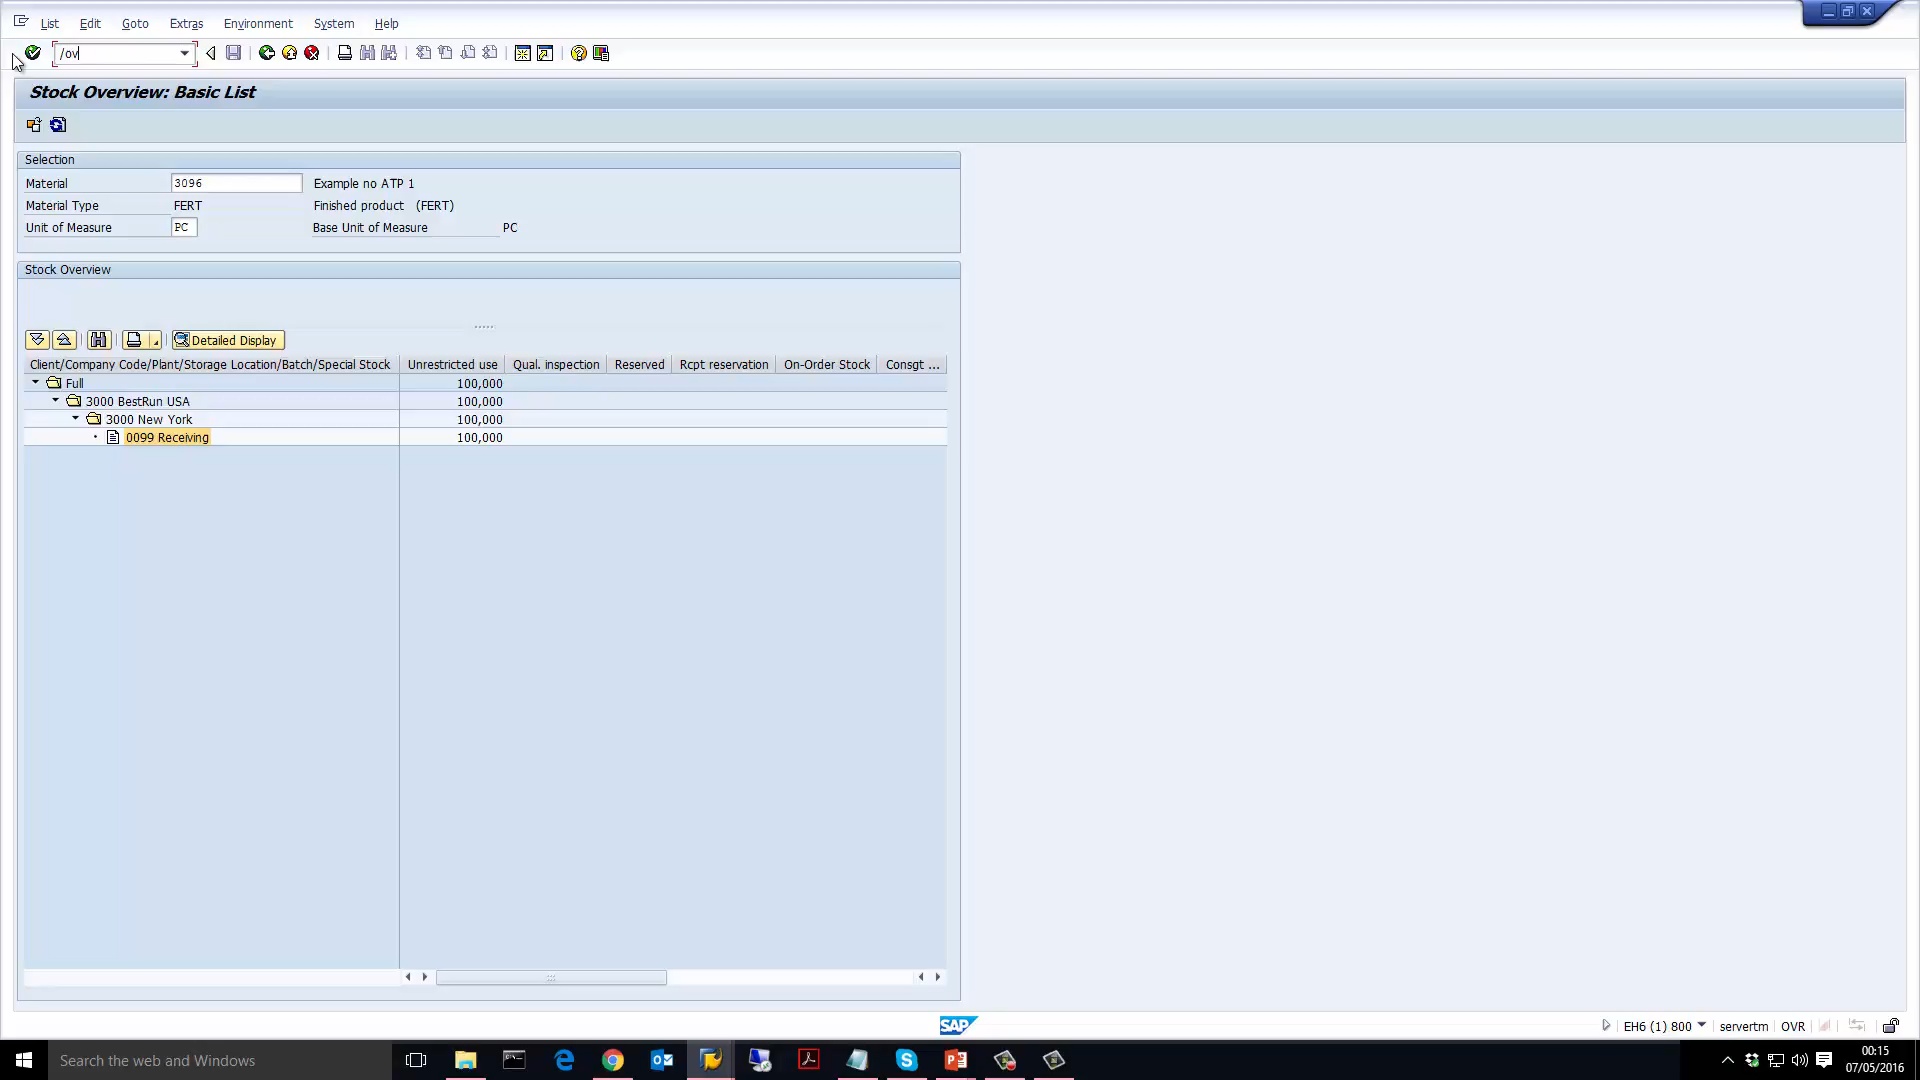 List Edit Goto Extras Environment System Help
/ov
Stock Overview: Basic List
Selection
Material 3096 Example no ATP 1
Material Type FERT Finished product (FERT)
Unit of Measure PC Base Unit of Measure PC
Stock Overview
Detailed Display
Client/Company Code/Plant/Storage Location/Batch/Special Stock Unrestricted use Qual. inspection Reserved Rcpt reservation On-Order Stock Consgt ...
Full 100,000
3000 BestRun USA 100,000
3000 New York 100,000
0099 Receiving 100,000
SAP EH6 (1) 800 servertm OVR
Search the web and Windows
00:15
07/05/2016